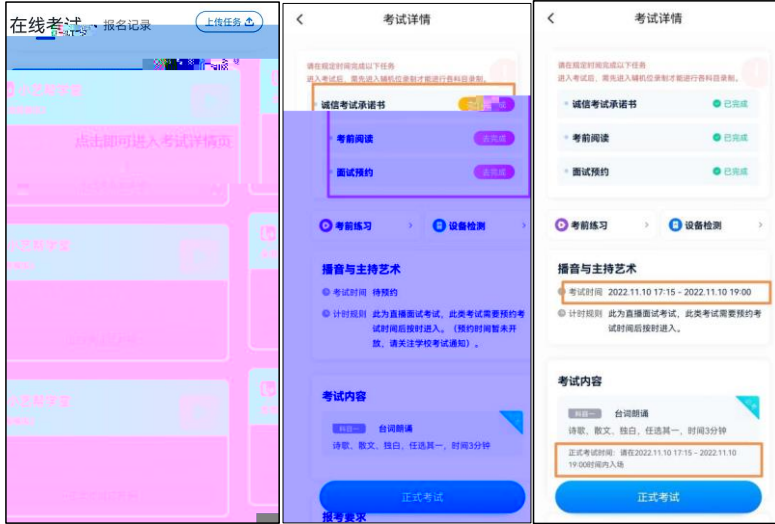 在线考试
报名记录
上传任务
点击即可进入考试详情页
考试详情
请在规定时间完成以下任务
进入考试后，需先进入辅机位录制才能进行各科目录制。
诚信考试承诺书
考前阅读
去完成
面试预约
去完成
考前练习
设备检测
播音与主持艺术
考试时间 待预约
计时规则 此为直播面试考试，此类考试需要预约考
试时间后按时进入。（预约时间暂未开
放，请关注学校考试通知）。
考试内容
科目一 台词朗诵
诗歌、散文、独白，任选其一，时间3分钟
正式考试
报考要求
考试详情
请在规定时间完成以下任务
进入考试后，需先进入辅机位录制才能进行各科目录制。
诚信考试承诺书
已完成
考前阅读
已完成
面试预约
已完成
考前练习
设备检测
播音与主持艺术
考试时间 2022.11.10 17:15 - 2022.11.10 19:00
计时规则 此为直播面试考试，此类考试需要预约考
试时间后按时进入。
考试内容
科目一 台词朗诵
诗歌、散文、独白，任选其一，时间3分钟
正式考试时间：请在2022.11.10 17:15 - 2022.11.10
19:00时间内入场
正式考试